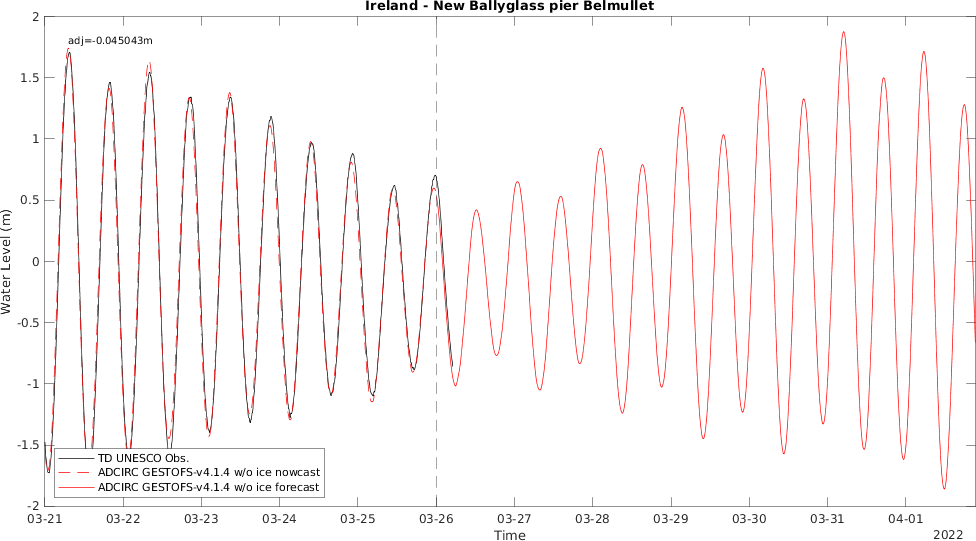 Ireland - New Ballyglass pier Belmullet
adj=-0.045043m
2
1.5
1
0.5
0
-0.5
-1
-1.5
-2
Water Level (m)
TD UNESCO Obs.
ADCIRC GESTOFS-v4.1.4 w/o ice nowcast
ADCIRC GESTOFS-v4.1.4 w/o ice forecast
03-21 03-22 03-23 03-24 03-25 03-26 03-27 03-28 03-29 03-30 03-31 04-01
Time
2022